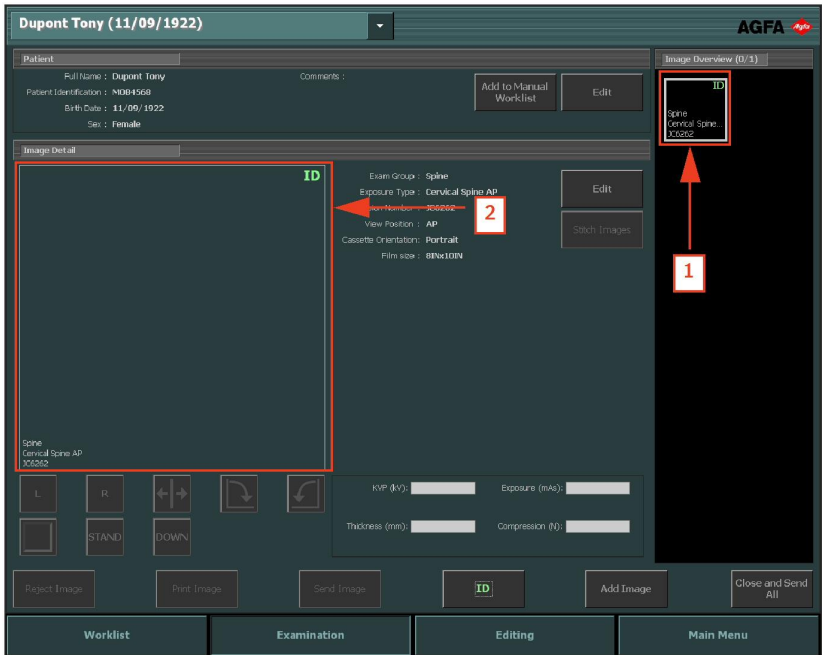 Dupont Tony (11/09/1922)
AGFA Agfa
Patient
Full Name : Dupont Tony
Comments :
Patient Identification : M084568
Birth Date : 11/09/1922
Sex : Female
Add to Manual
Worklist
Edit
Image Overview (0/1)
ID
Spine
Cervical Spine...
JC6262
1
Image Detail
ID
Spine
Cervical Spine AP
JC6262
Exam Group : Spine
Exposure Type : Cervical Spine AP
Number JC6262
View Position : AP
Cassette Orientation: Portrait
Film size : 8INx10IN
2
Edit
Stitch Images
L
R
STAND
DOWN
KVP (kV):
Exposure (mAs):
Thickness (mm):
Compression (N):
Reject Image
Print Image
Send Image
ID
Add Image
Close and Send
All
Worklist
Examination
Editing
Main Menu